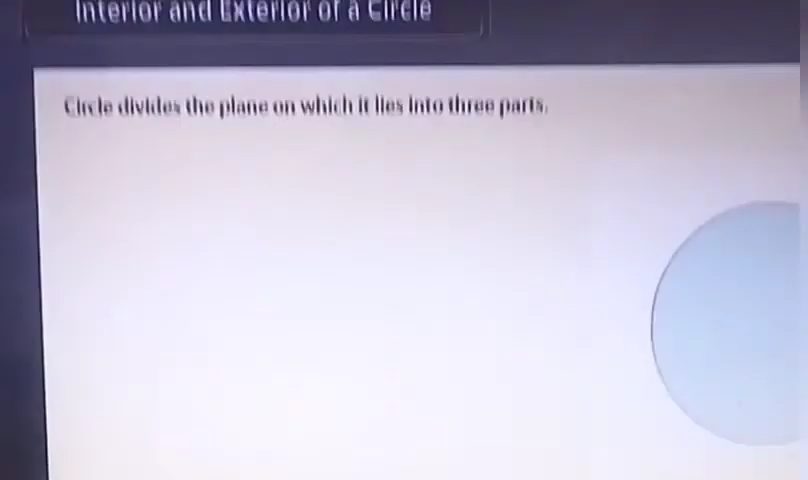 Interior and Exterior of a Circle
Circle divides the plane on which it lies into three parts.